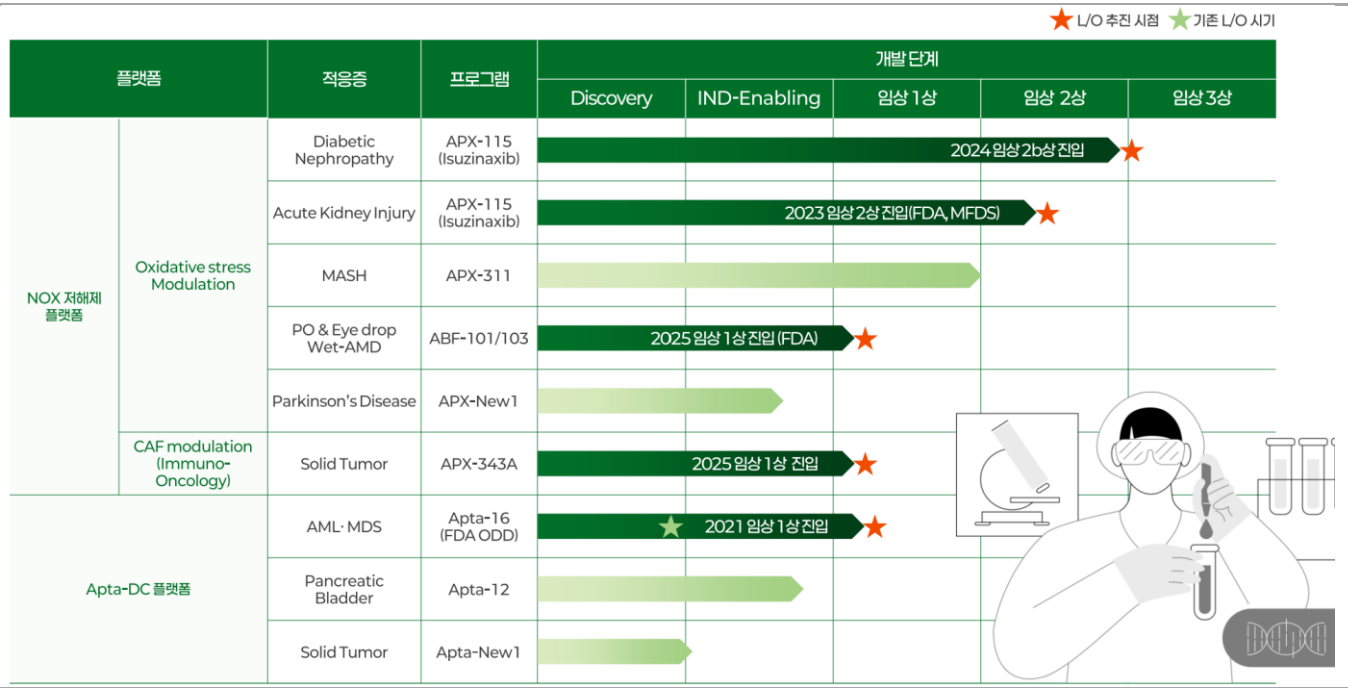 L/O 추진 시점 기존 L/O 시기
플랫폼 적응증 프로그램 개발 단계
Discovery IND-Enabling 임상 1상 임상 2상 임상 3상
NOX 저해제
플랫폼
Oxidative stress
Modulation
Diabetic
Nephropathy
APX-115
(Isuzinaxib)
2024 임상 2b상 진입
Acute Kidney Injury
APX-115
(Isuzinaxib)
2023 임상 2상 진입(FDA, MFDS)
MASH
APX-311
PO & Eye drop
Wet-AMD
ABF-101/103
2025 임상 1상 진입 (FDA)
Parkinson's Disease
APX-New1
CAF modulation
(Immuno-
Oncology)
Solid Tumor
APX-343A
2025 임상 1상 진입
Apta-DC 플랫폼
AML· MDS
Apta-16
(FDA ODD)
2021 임상 1상 진입
Pancreatic
Bladder
Apta-12
Solid Tumor
Apta-New1